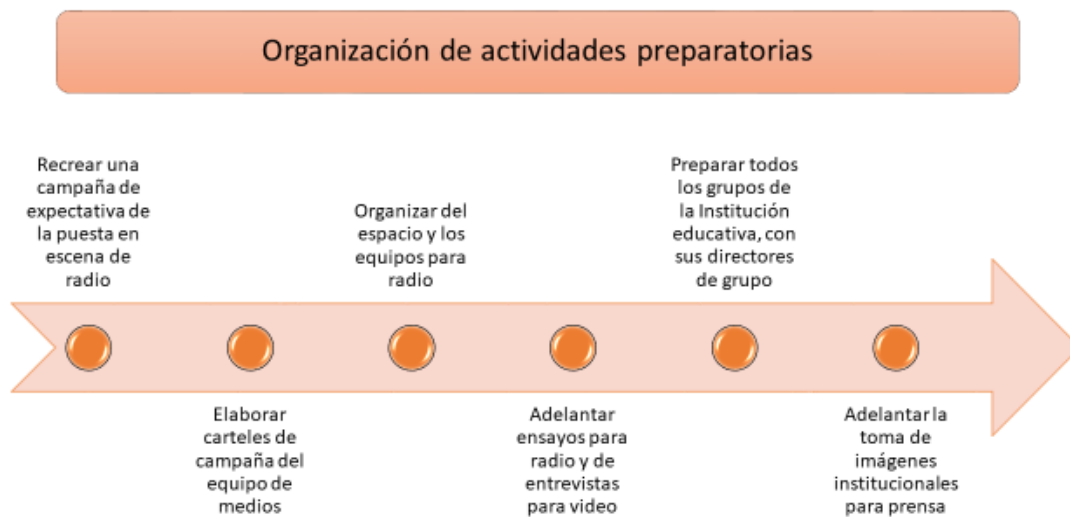 Organización de actividades preparatorias
Recrear una
campaña de
expectativa de
la puesta en
escena de
radio
Elaborar
carteles de
campaña del
equipo de
medios
Organizar del
espacio y los
equipos para
radio
Adelantar
ensayos para
radio y de
entrevistas
para video
Preparar todos
los grupos de
la Institución
educativa, con
sus directores
de grupo
Adelantar la
toma de
imágenes
institucionales
para prensa